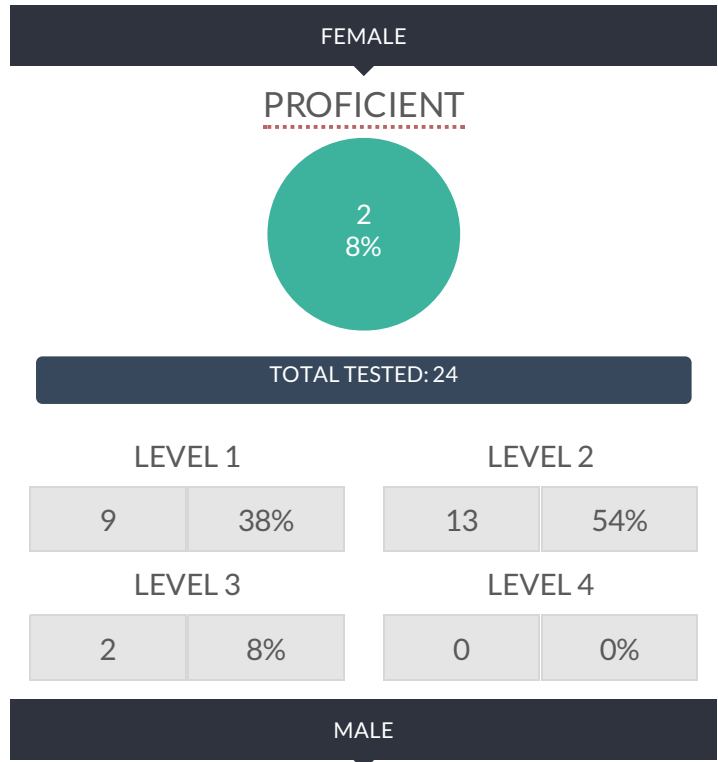 FEMALE
PROFICIENT
2
8%
TOTAL TESTED: 24
LEVEL 1
9 38%
LEVEL 2
13 54%
LEVEL 3
2 8%
LEVEL 4
0 0%
MALE